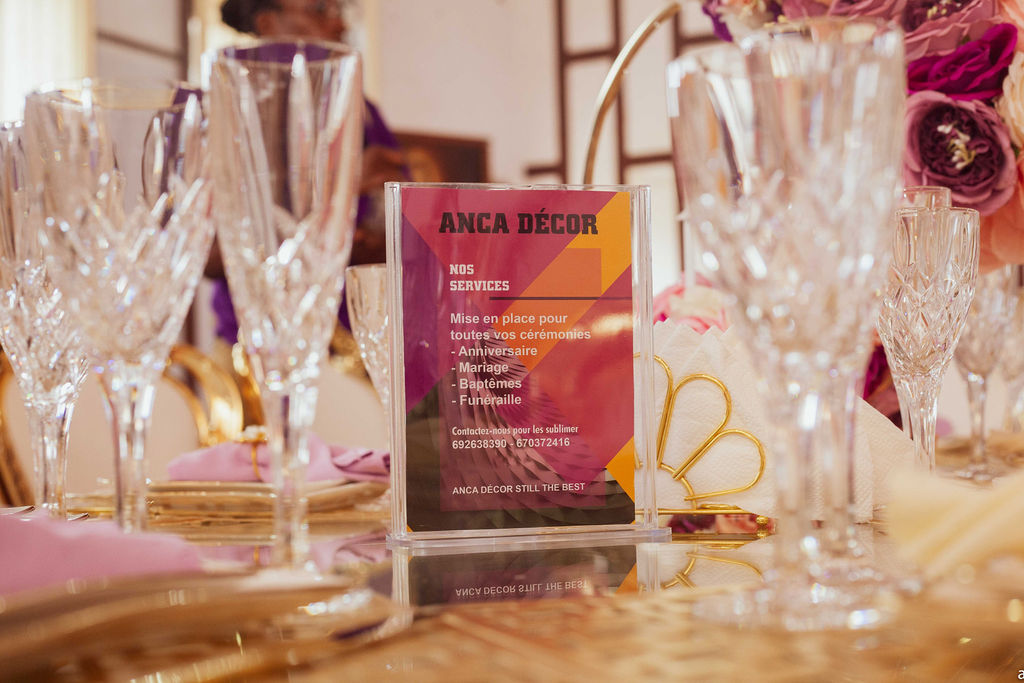 ANCA DÉCOR
NOS
SERVICES
Mise en place pour
toutes vos cérémonies
- Anniversaire
- Mariage
- Baptêmes
- Funéraille
Contactez-nous pour les sublimer
692638390 - 670372416
ANCA DÉCOR STILL THE BEST